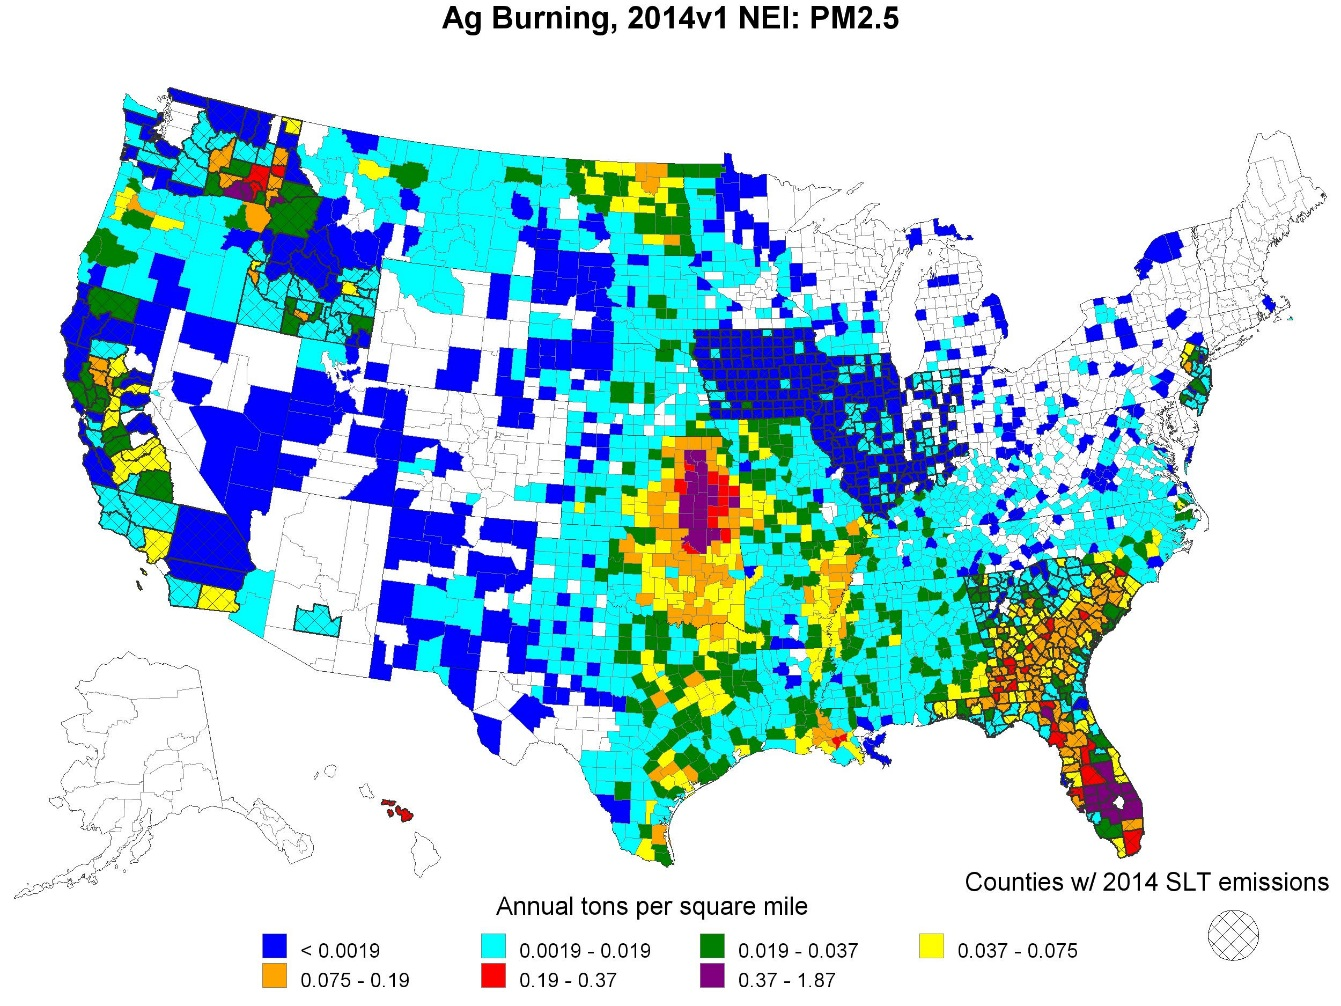 Ag Burning, 2014v1 NEI: PM2.5
Counties w/ 2014 SLT emissions
Annual tons per square mile
< 0.0019
0.0019 - 0.019
0.019 - 0.037
0.037 - 0.075
0.075 - 0.19
0.19 - 0.37
0.37 - 1.87